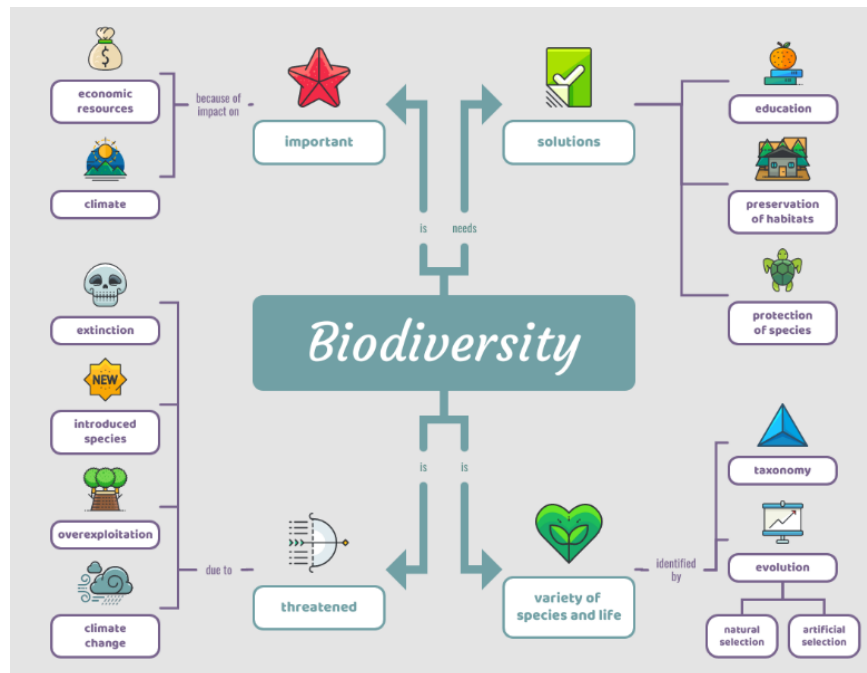 $
economic
resources
because of
impact on
climate
important
solutions
education
preservation
of habitats
protection
of species
is
needs
Biodiversity
extinction
NEW
introduced
species
overexploitation
climate
change
due to
threatened
is
is
variety of
species and life
identified
by
taxonomy
evolution
natural
selection
artificial
selection